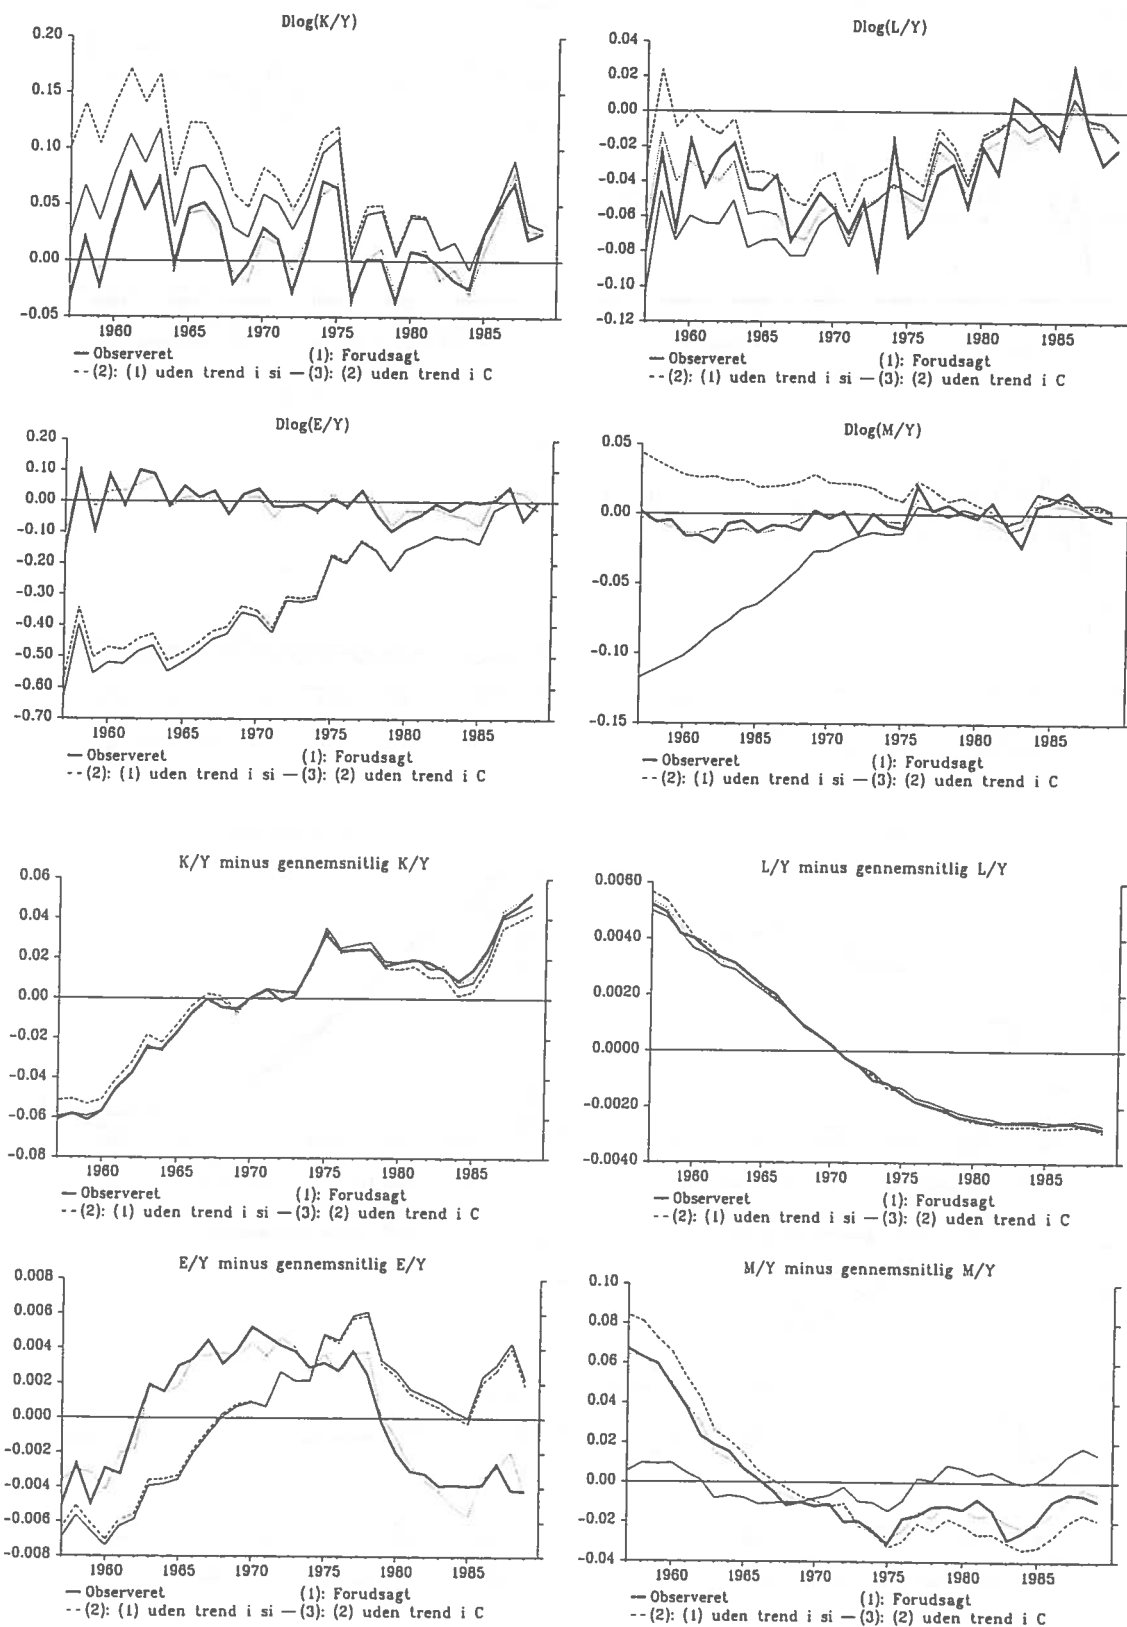 Dlog(K/Y)
0.20
0.15
0.10
0.05
0.00
-0.05
1960 1965 1970 1975 1980 1985
Observeret (1): Forudsagt
(2): (1) uden trend i si (3): (2) uden trend i C
Dlog(L/Y)
0.04
0.02
0.00
-0.02
-0.04
-0.06
-0.08
-0.10
-0.12
1960 1965 1970 1975 1980 1985
Observeret (1): Forudsagt
(2): (1) uden trend i si (3): (2) uden trend i C
Dlog(E/Y)
0.20
0.10
0.00
-0.10
-0.20
-0.30
-0.40
-0.50
-0.60
-0.70
1960 1965 1970 1975 1980 1985
Observeret (1): Forudsagt
(2): (1) uden trend i si (3): (2) uden trend i C
Dlog(M/Y)
0.05
0.00
-0.05
-0.10
-0.15
1960 1965 1970 1975 1980 1985
Observeret (1): Forudsagt
(2): (1) uden trend i si (3): (2) uden trend i C
K/Y minus gennemsnitlig K/Y
0.06
0.04
0.02
0.00
-0.02
-0.04
-0.06
-0.08
1960 1965 1970 1975 1980 1985
Observeret (1): Forudsagt
(2): (1) uden trend i si (3): (2) uden trend i C
L/Y minus gennemsnitlig L/Y
0.0060
0.0040
0.0020
0.0000
-0.0020
-0.0040
1960 1965 1970 1975 1980 1985
Observeret (1): Forudsagt
(2): (1) uden trend i si (3): (2) uden trend i C
E/Y minus gennemsnitlig E/Y
0.008
0.006
0.004
0.002
0.000
-0.002
-0.004
-0.006
-0.008
1960 1965 1970 1975 1980 1985
Observeret (1): Forudsagt
(2): (1) uden trend i si (3): (2) uden trend i C
M/Y minus gennemsnitlig M/Y
0.10
0.08
0.06
0.04
0.02
0.00
-0.02
-0.04
1960 1965 1970 1975 1980 1985
Observeret (1): Forudsagt
(2): (1) uden trend i si (3): (2) uden trend i C